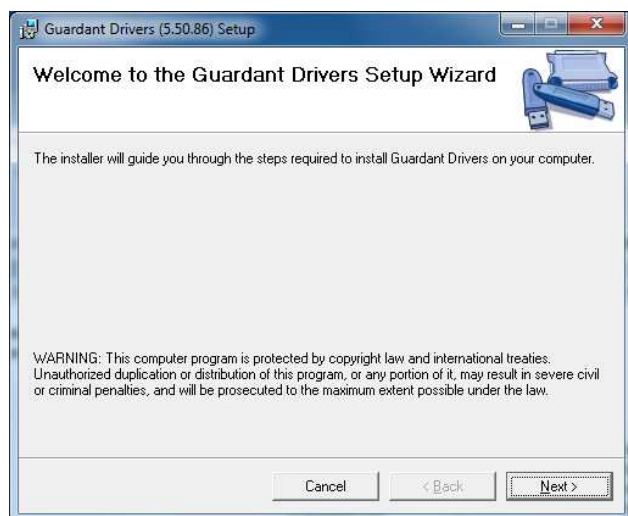 Guardant Drivers (5.50.86) Setup
Welcome to the Guardant Drivers Setup Wizard
The installer will guide you through the steps required to install Guardant Drivers on your computer.
WARNING: This computer program is protected by copyright law and international treaties.
Unauthorized duplication or distribution of this program, or any portion of it, may result in severe civil
or criminal penalties, and will be prosecuted to the maximum extent possible under the law.
Cancel < Back Next >